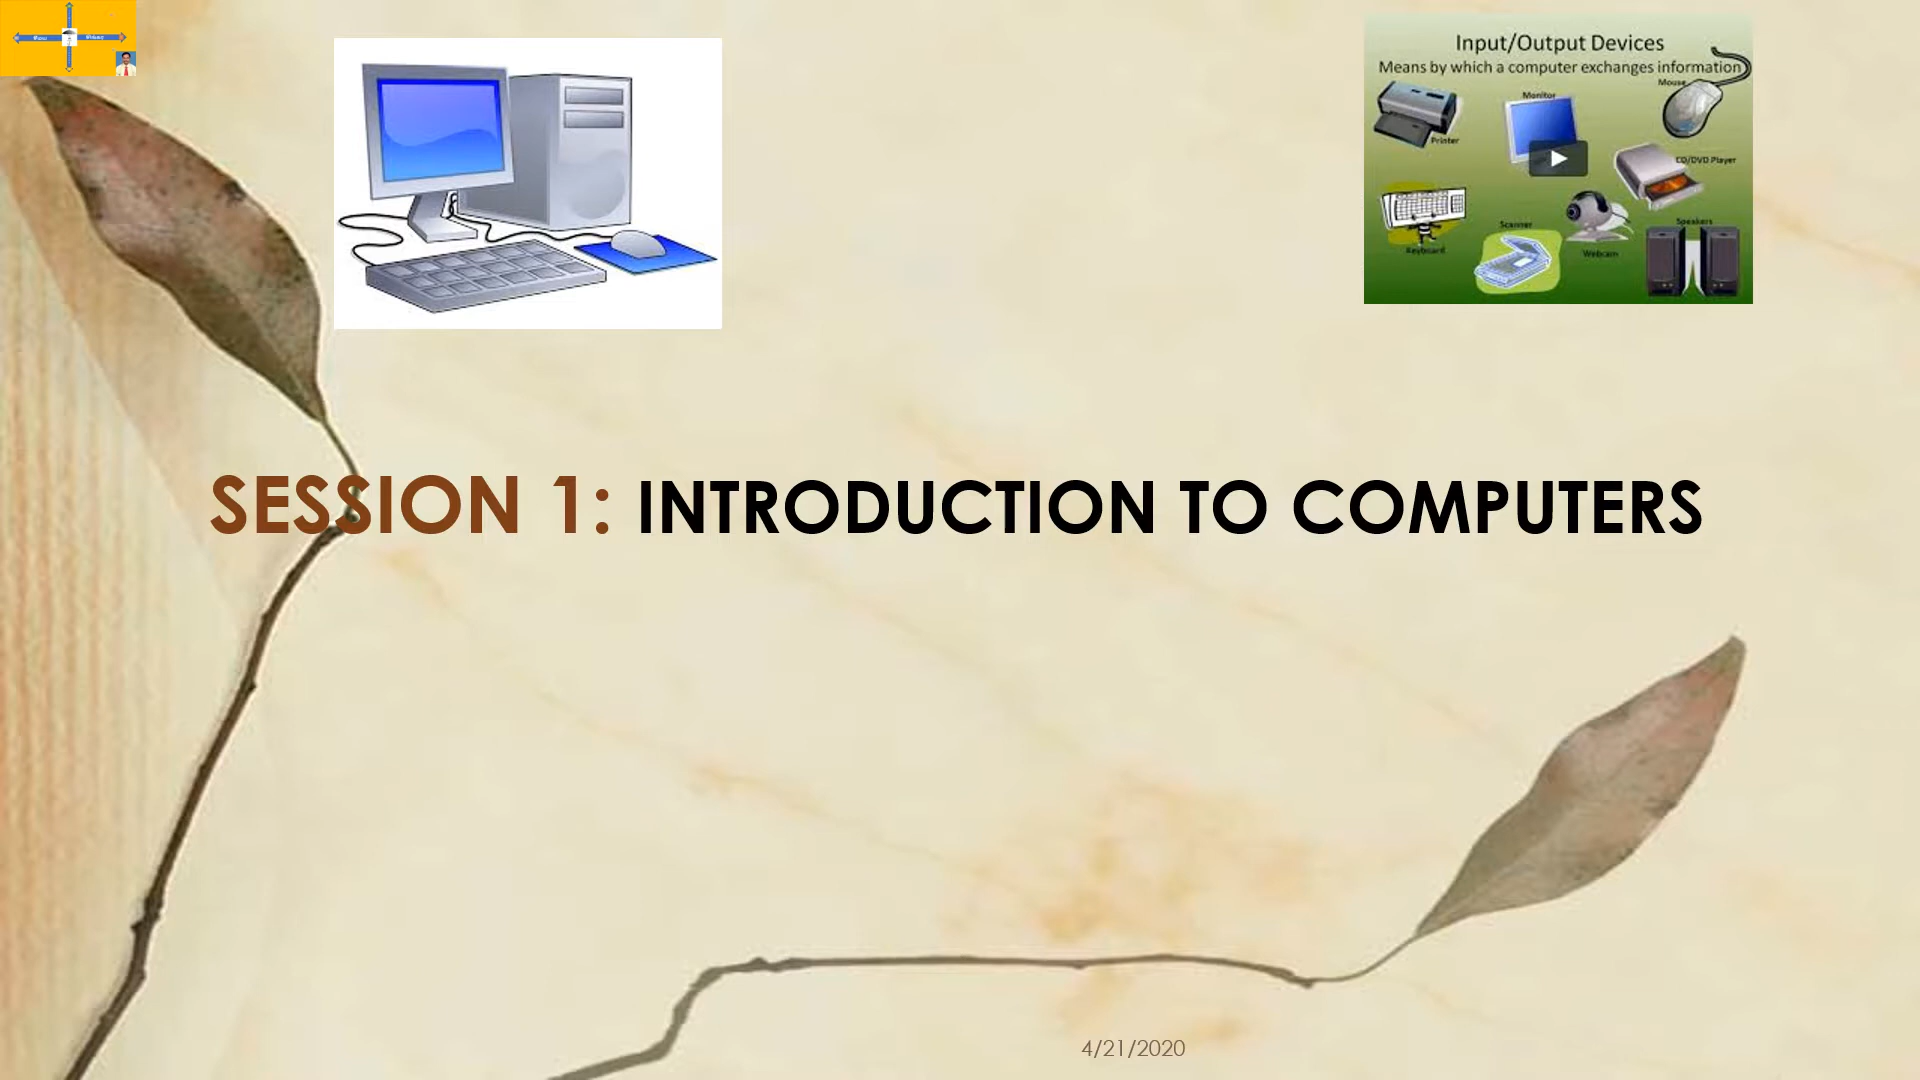 Input/Output Devices
Means by which a computer exchanges information
Mouse
Monitor
Printer
CD/DVD Player
Scanner
Speakers
Keyboard
Webcam
SESSION 1: INTRODUCTION TO COMPUTERS
4/21/2020